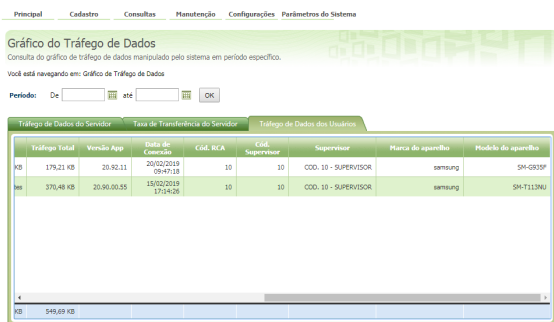 Principal Cadastro Consultas Manutenção Configurações Parâmetros do Sistema
Gráfico do Tráfego de Dados
Consulta do gráfico de tráfego de dados manipulado pelo sistema em período específico.
Você está navegando em: Gráfico de Tráfego de Dados
Período: De até OK
Tráfego de Dados do Servidor Taxa de Transferência do Servidor Tráfego de Dados dos Usuários
Tráfego Total Versão App Data de Conexão Cód. RCA Cód. Supervisor Supervisor Marca do aparelho Modelo do aparelho
KB 179,21 KB 20.92.11 20/02/2019 09:47:18 10 10 COD. 10 - SUPERVISOR samsung SM-G935F
tes 370,48 KB 20.90.00.55 15/02/2019 17:14:26 10 10 COD. 10 - SUPERVISOR samsung SM-T113NU
KB 549,69 KB